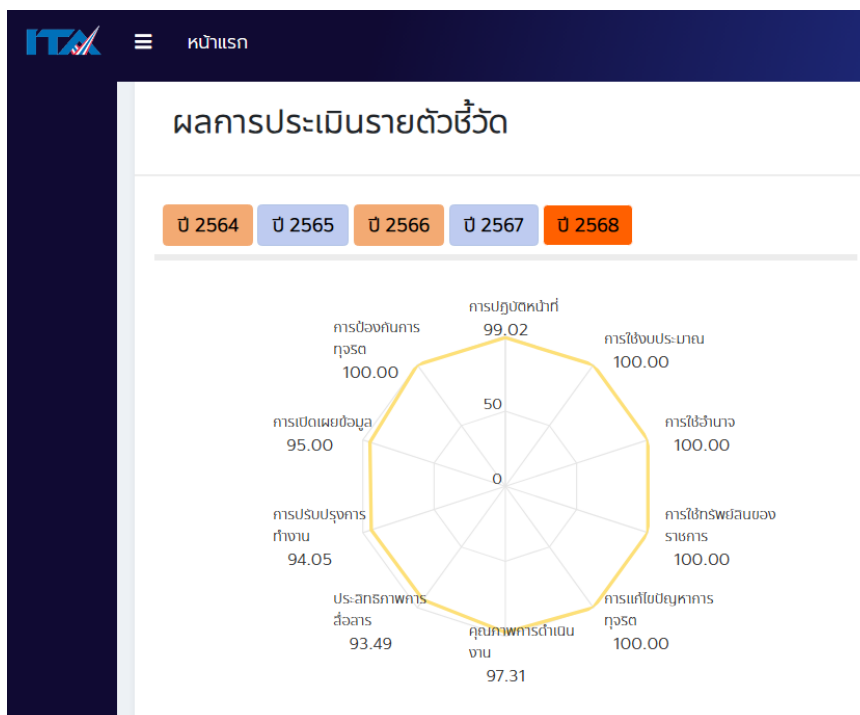 ITA
หน้าแรก
ผลการประเมินรายตัวชี้วัด
ปี 2564
ปี 2565
ปี 2566
ปี 2567
ปี 2568
การปฏิบัติหน้าที่
99.02
การใช้งบประมาณ
100.00
การใช้อำนาจ
100.00
การใช้ทรัพย์สินของ
ราชการ
100.00
การแก้ไขปัญหาการ
ทุจริต
100.00
คุณภาพการดำเนิน
งาน
97.31
ประสิทธิภาพการ
สื่อสาร
93.49
การปรับปรุงการ
ทำงาน
94.05
การเปิดเผยข้อมูล
95.00
การป้องกันการ
ทุจริต
100.00
50
0